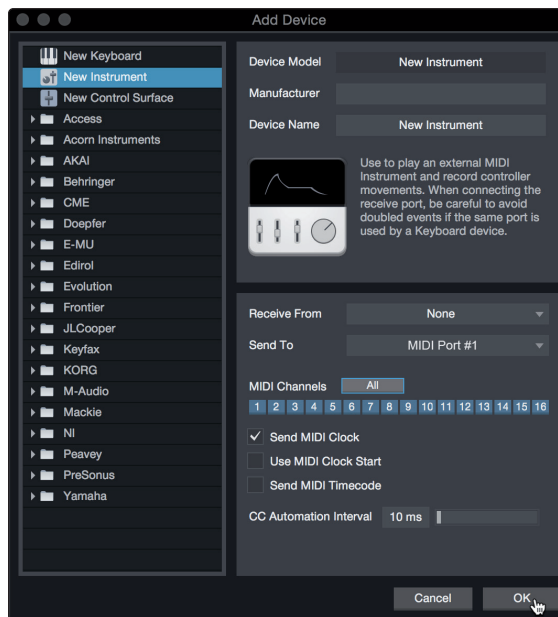 Add Device
New Keyboard
New Instrument
New Control Surface
Access
Acorn Instruments
AKAI
Behringer
CME
Doepfer
E-MU
Edirol
Evolution
Frontier
JLCooper
Keyfax
KORG
M-Audio
Mackie
NI
Peavey
PreSonus
Yamaha
Device Model New Instrument
Manufacturer
Device Name New Instrument
Use to play an external MIDI
Instrument and record controller
movements. When connecting the
receive port, be careful to avoid
doubled events if the same port is
used by a Keyboard device.
Receive From None
Send To MIDI Port #1
MIDI Channels All
1 2 3 4 5 6 7 8 9 10 11 12 13 14 15 16
Send MIDI Clock
Use MIDI Clock Start
Send MIDI Timecode
CC Automation Interval 10 ms
Cancel OK